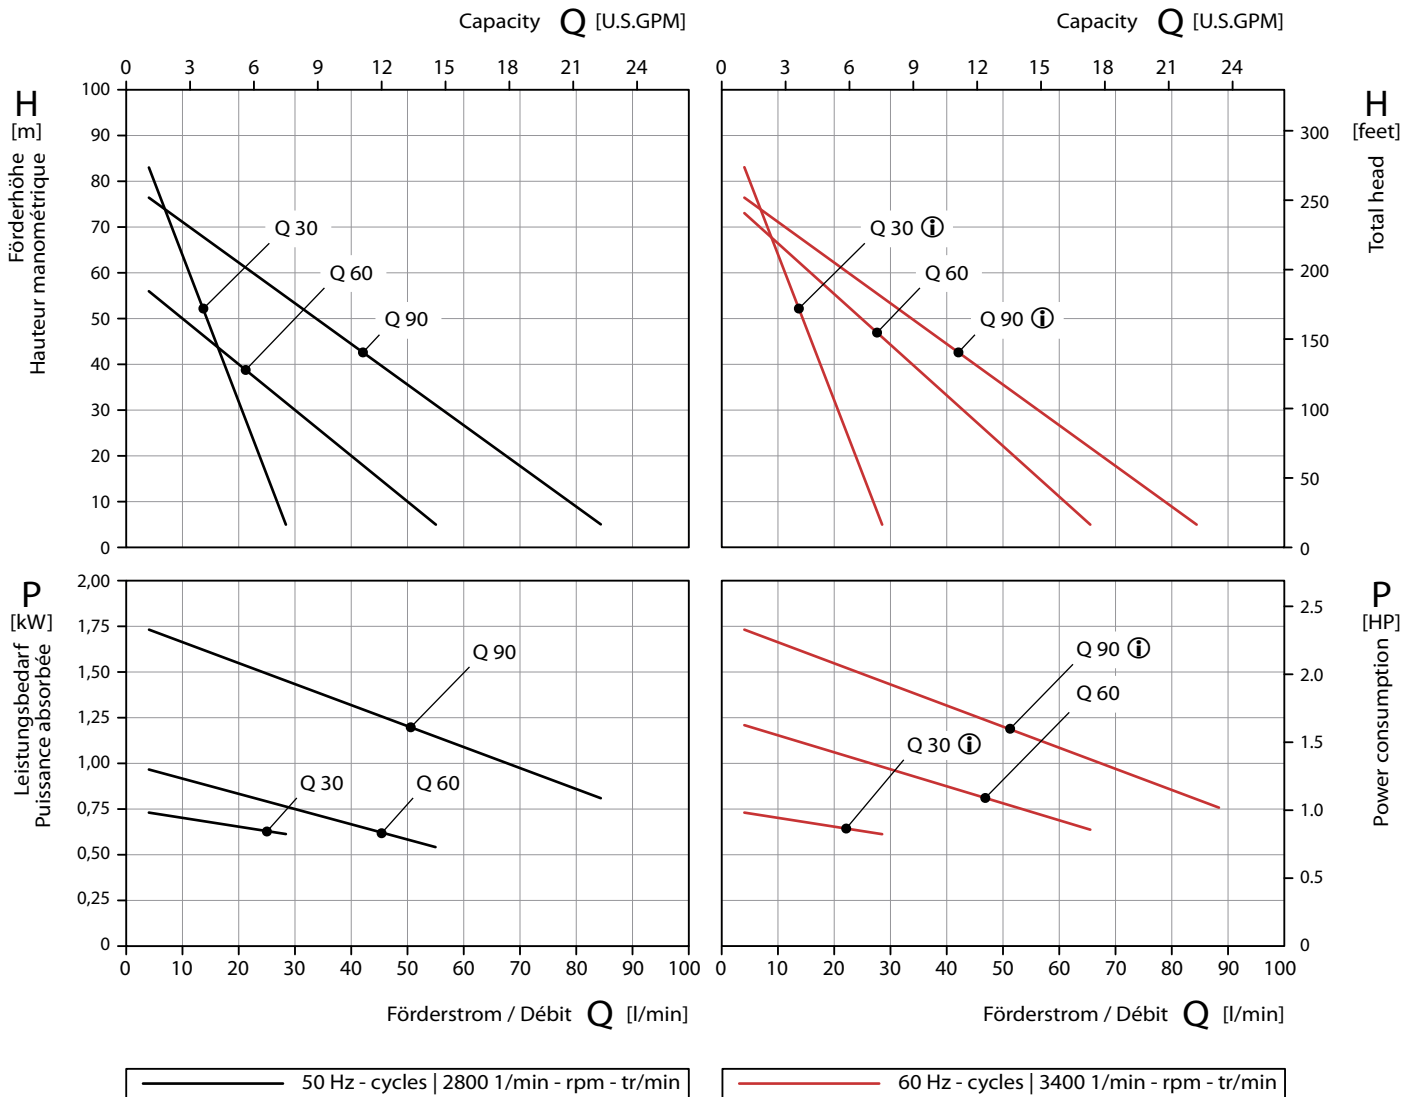 Capacity Q [U.S.GPM]
Capacity Q [U.S.GPM]
0 3 6 9 12 15 18 21 24
0 3 6 9 12 15 18 21 24
H
[m]
Förderhöhe
Hauteur manométrique
100
90
80
70
60
50
40
30
20
10
0
Q 30
Q 60
Q 90
Q 30 ⓘ
Q 60
Q 90 ⓘ
H
[feet]
Total head
300
250
200
150
100
50
0
P
[kW]
Leistungsbedarf
Puissance absorbée
2,00
1,75
1,50
1,25
1,00
0,75
0,50
0,25
0
Q 90
Q 30
Q 60
Q 90 ⓘ
Q 60
Q 30 ⓘ
P
[HP]
Power consumption
2.5
2.0
1.5
1.0
0.5
0
0 10 20 30 40 50 60 70 80 90 100
0 10 20 30 40 50 60 70 80 90 100
Förderstrom / Débit Q [l/min]
Förderstrom / Débit Q [l/min]
50 Hz - cycles | 2800 1/min - rpm - tr/min
60 Hz - cycles | 3400 1/min - rpm - tr/min